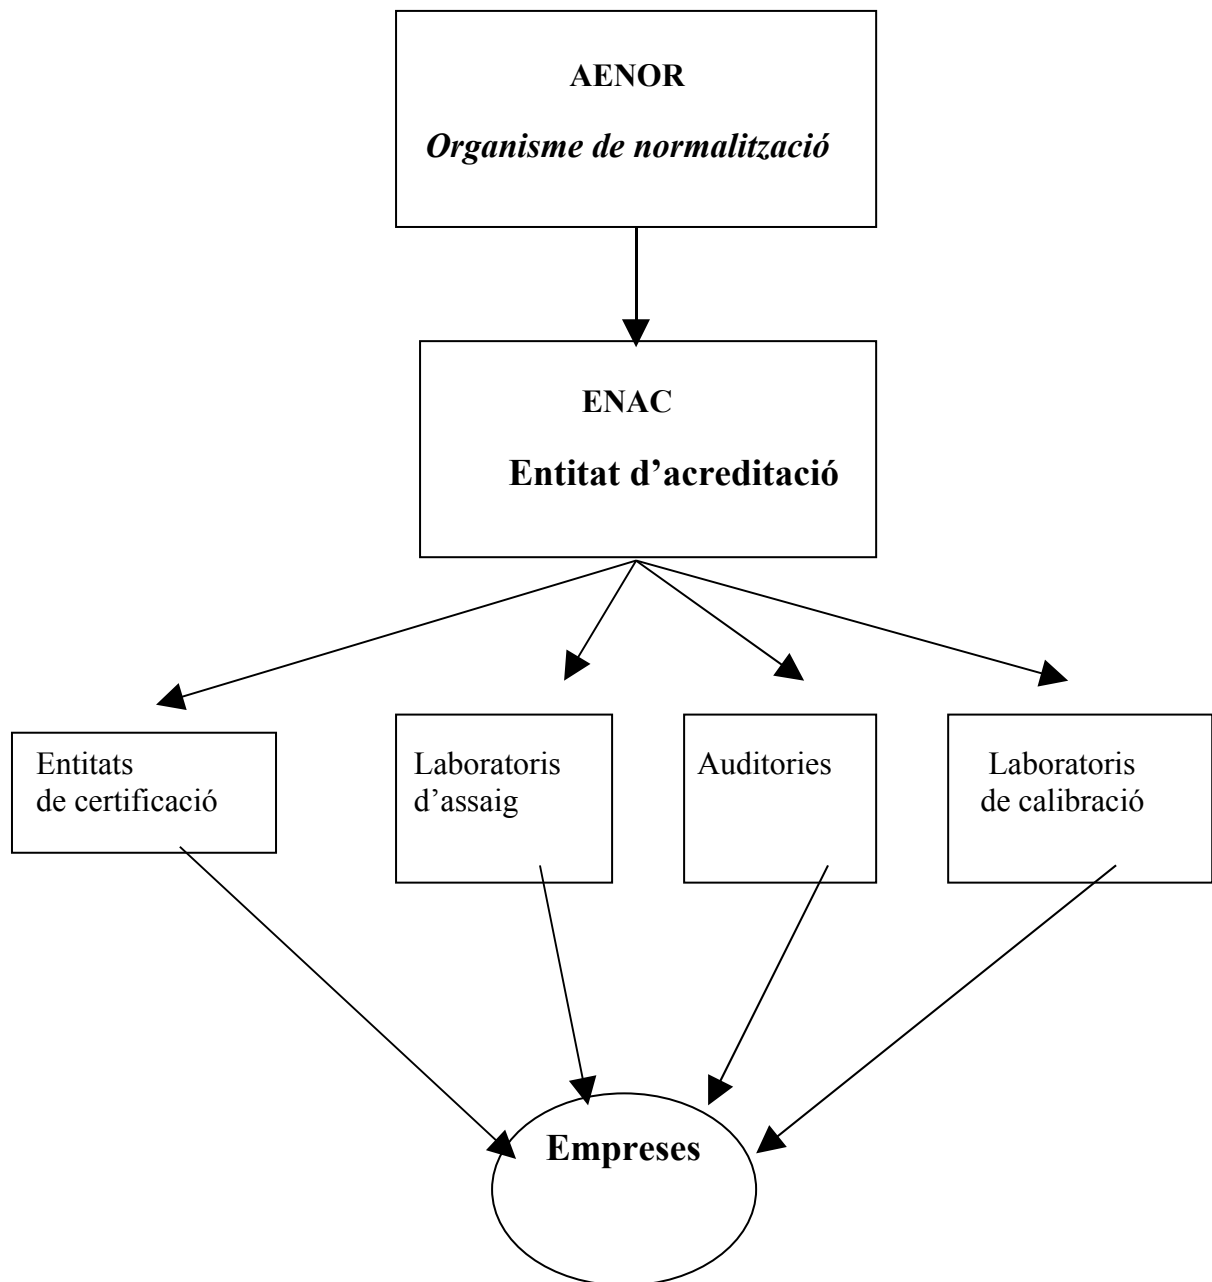 AENOR
Organisme de normalització
ENAC
Entitat d’acreditació
Entitats
de certificació
Laboratoris
d’assaig
Auditories
Laboratoris
de calibració
Empreses